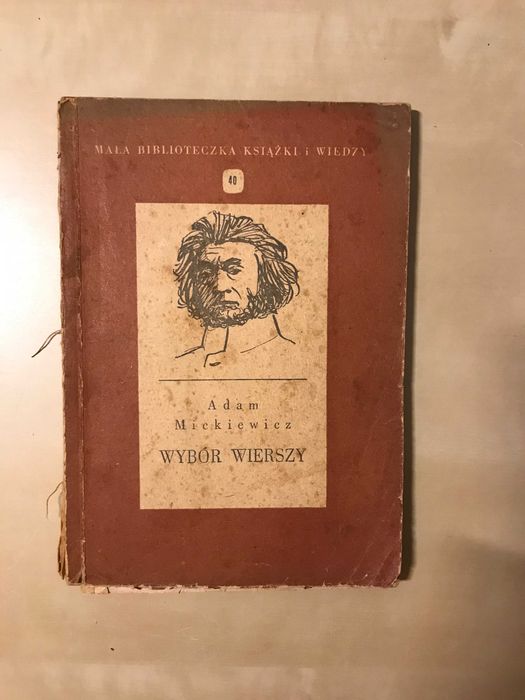 MAŁA BIBLIOTECZKA KSIĄŻKI i WIEDZY
40
Adam
Mickiewicz
WYBÓR WIERSZY